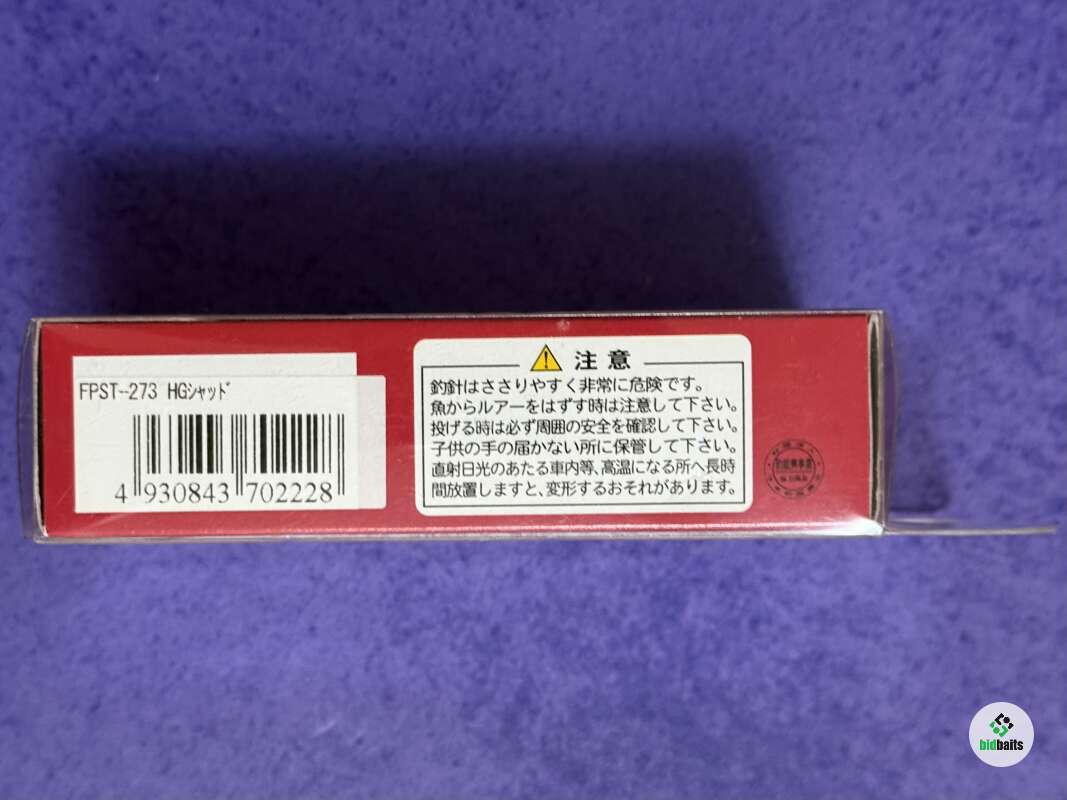 FPST-273 HGｼｬｯﾄﾞ
4 930843 702228
注意
釣針はささりやすく非常に危険です。
魚からルアーをはずす時は注意して下さい。
投げる時は必ず周囲の安全を確認して下さい。
子供の手の届かない所に保管して下さい。
直射日光のあたる車内等、高温になる所へ長時
間放置しますと、変形するおそれがあります。
bidbaits